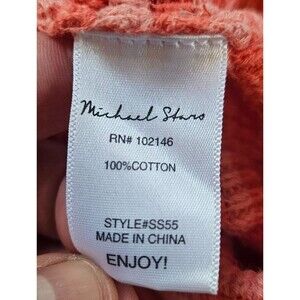 Michael Stars
RN# 102146
100%COTTON
STYLE#SS55
MADE IN CHINA
ENJOY!